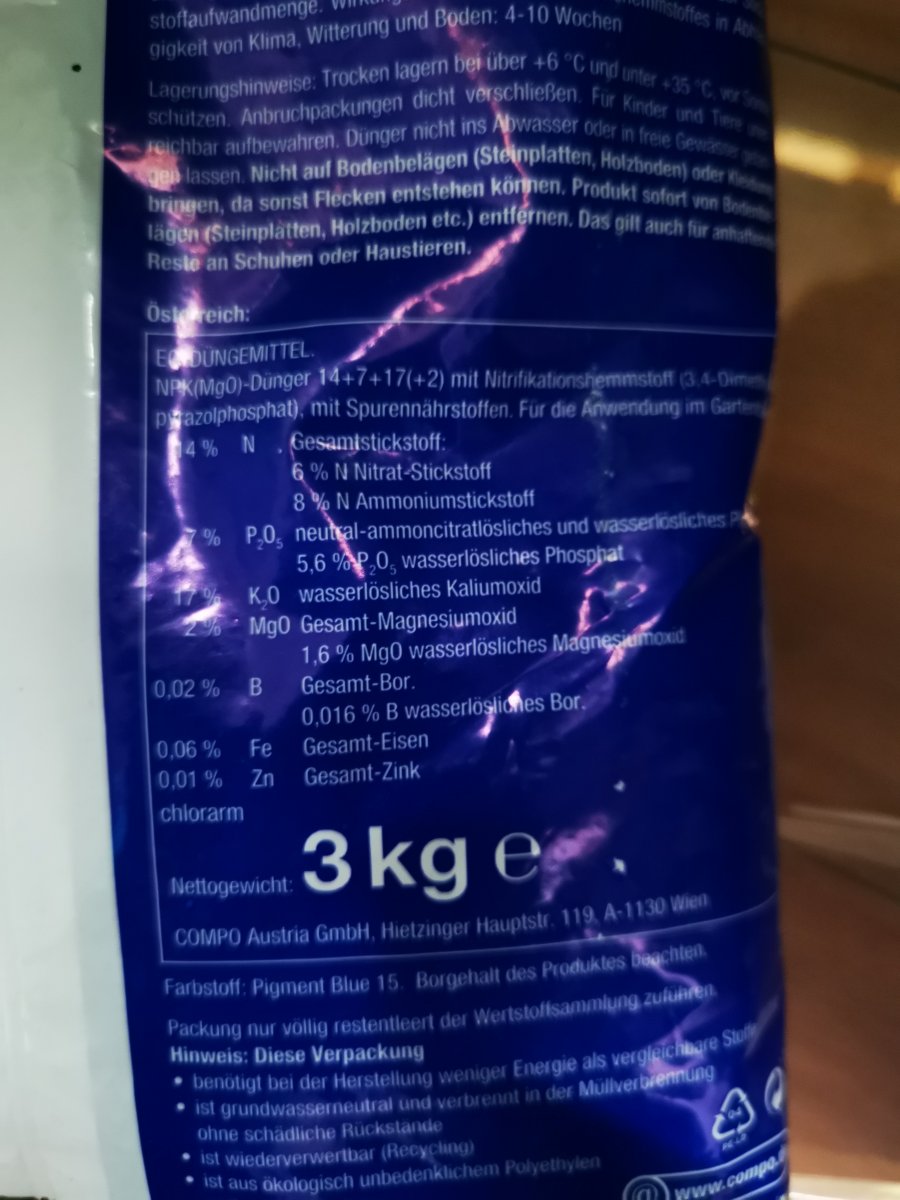 stoffaufwandmenge.
gigkeit von Klima, Witterung und Boden: 4-10 Wochen
Lagerungshinweise: Trocken lagern bei über +6 °C und unter +35 °C, vor
schützen. Anbruchpackungen dicht verschließen. Für Kinder und Tiere
reichbar aufbewahren. Dünger nicht ins Abwasser oder in freie Gewässer
gen lassen. Nicht auf Bodenbelägen (Steinplatten, Holzboden) oder
bringen, da sonst Flecken entstehen können. Produkt sofort von
lägen (Steinplatten, Holzboden etc.) entfernen. Das gilt auch für
Reste an Schuhen oder Haustieren.
Österreich:
EG-DÜNGEMITTEL.
NPK(MgO)-Dünger 14+7+17(+2) mit Nitrifikationshemmstoff (3,4-Dimeth
pyrazolphosphat), mit Spurennährstoffen. Für die Anwendung im Garten
14 % N Gesamtstickstoff:
6 % N Nitrat-Stickstoff
8 % N Ammoniumstickstoff
7 % P₂O₅ neutral-ammoncitratlösliches und wasserlösliches
5,6 % P₂O₅ wasserlösliches Phosphat
17 % K₂O wasserlösliches Kaliumoxid
2 % MgO Gesamt-Magnesiumoxid
1,6 % MgO wasserlösliches Magnesiumoxid
0,02 % B Gesamt-Bor.
0,016 % B wasserlösliches Bor.
0,06 % Fe Gesamt-Eisen
0,01 % Zn Gesamt-Zink
chlorarm
Nettogewicht: 3 kg ℮
COMPO Austria GmbH, Hietzinger Hauptstr. 119, A-1130 Wien
Farbstoff: Pigment Blue 15. Borgehalt des Produktes beachten.
Packung nur völlig restentleert der Wertstoffsammlung zuführen.
Hinweis: Diese Verpackung
• benötigt bei der Herstellung weniger Energie als vergleichbare Stoffe
• ist grundwasserneutral und verbrennt in der Müllverbrennung
ohne schädliche Rückstände
• ist wiederverwertbar (Recycling)
• ist aus ökologisch unbedenklichem Polyethylen
04
PE-LD
@ www.compo.